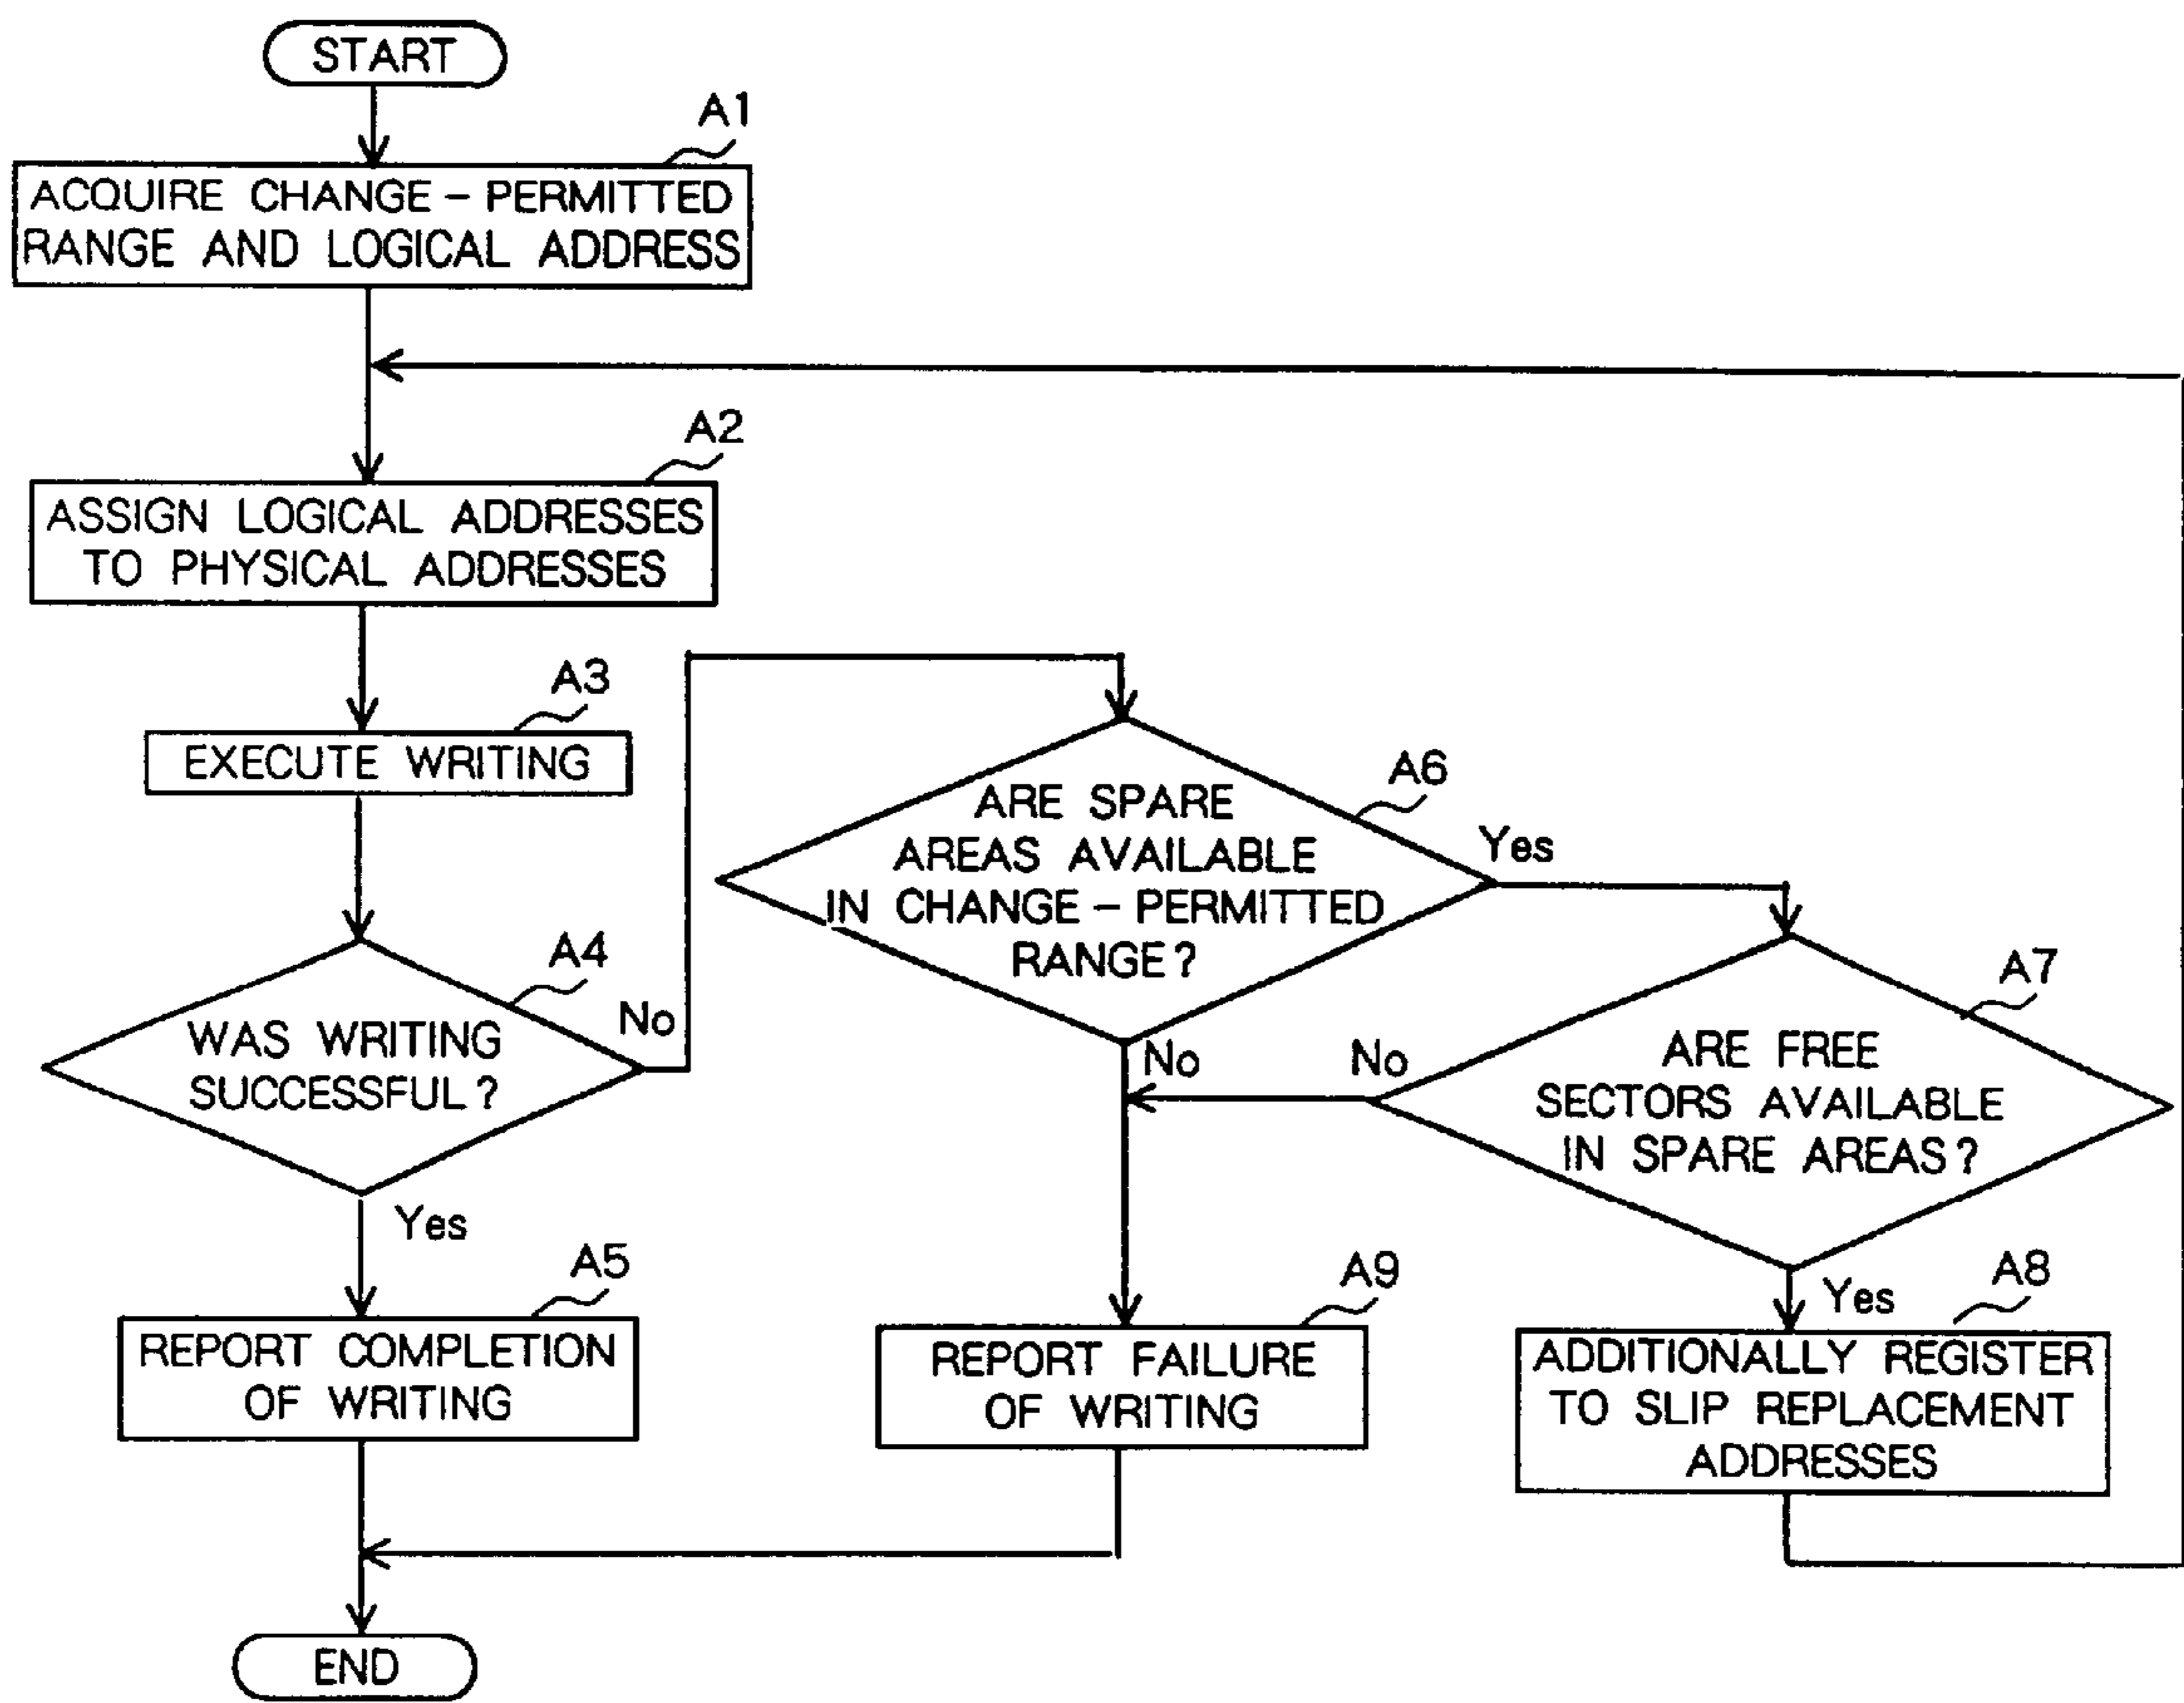 START
A1
ACQUIRE CHANGE - PERMITTED
RANGE AND LOGICAL ADDRESS
A2
ASSIGN LOGICAL ADDRESSES
TO PHYSICAL ADDRESSES
A3
EXECUTE WRITING
A4
WAS WRITING
SUCCESSFUL?
No
Yes
A5
REPORT COMPLETION
OF WRITING
A6
ARE SPARE
AREAS AVAILABLE
IN CHANGE - PERMITTED
RANGE?
Yes
No
A7
ARE FREE
SECTORS AVAILABLE
IN SPARE AREAS?
No
Yes
A8
ADDITIONALLY REGISTER
TO SLIP REPLACEMENT
ADDRESSES
A9
REPORT FAILURE
OF WRITING
END